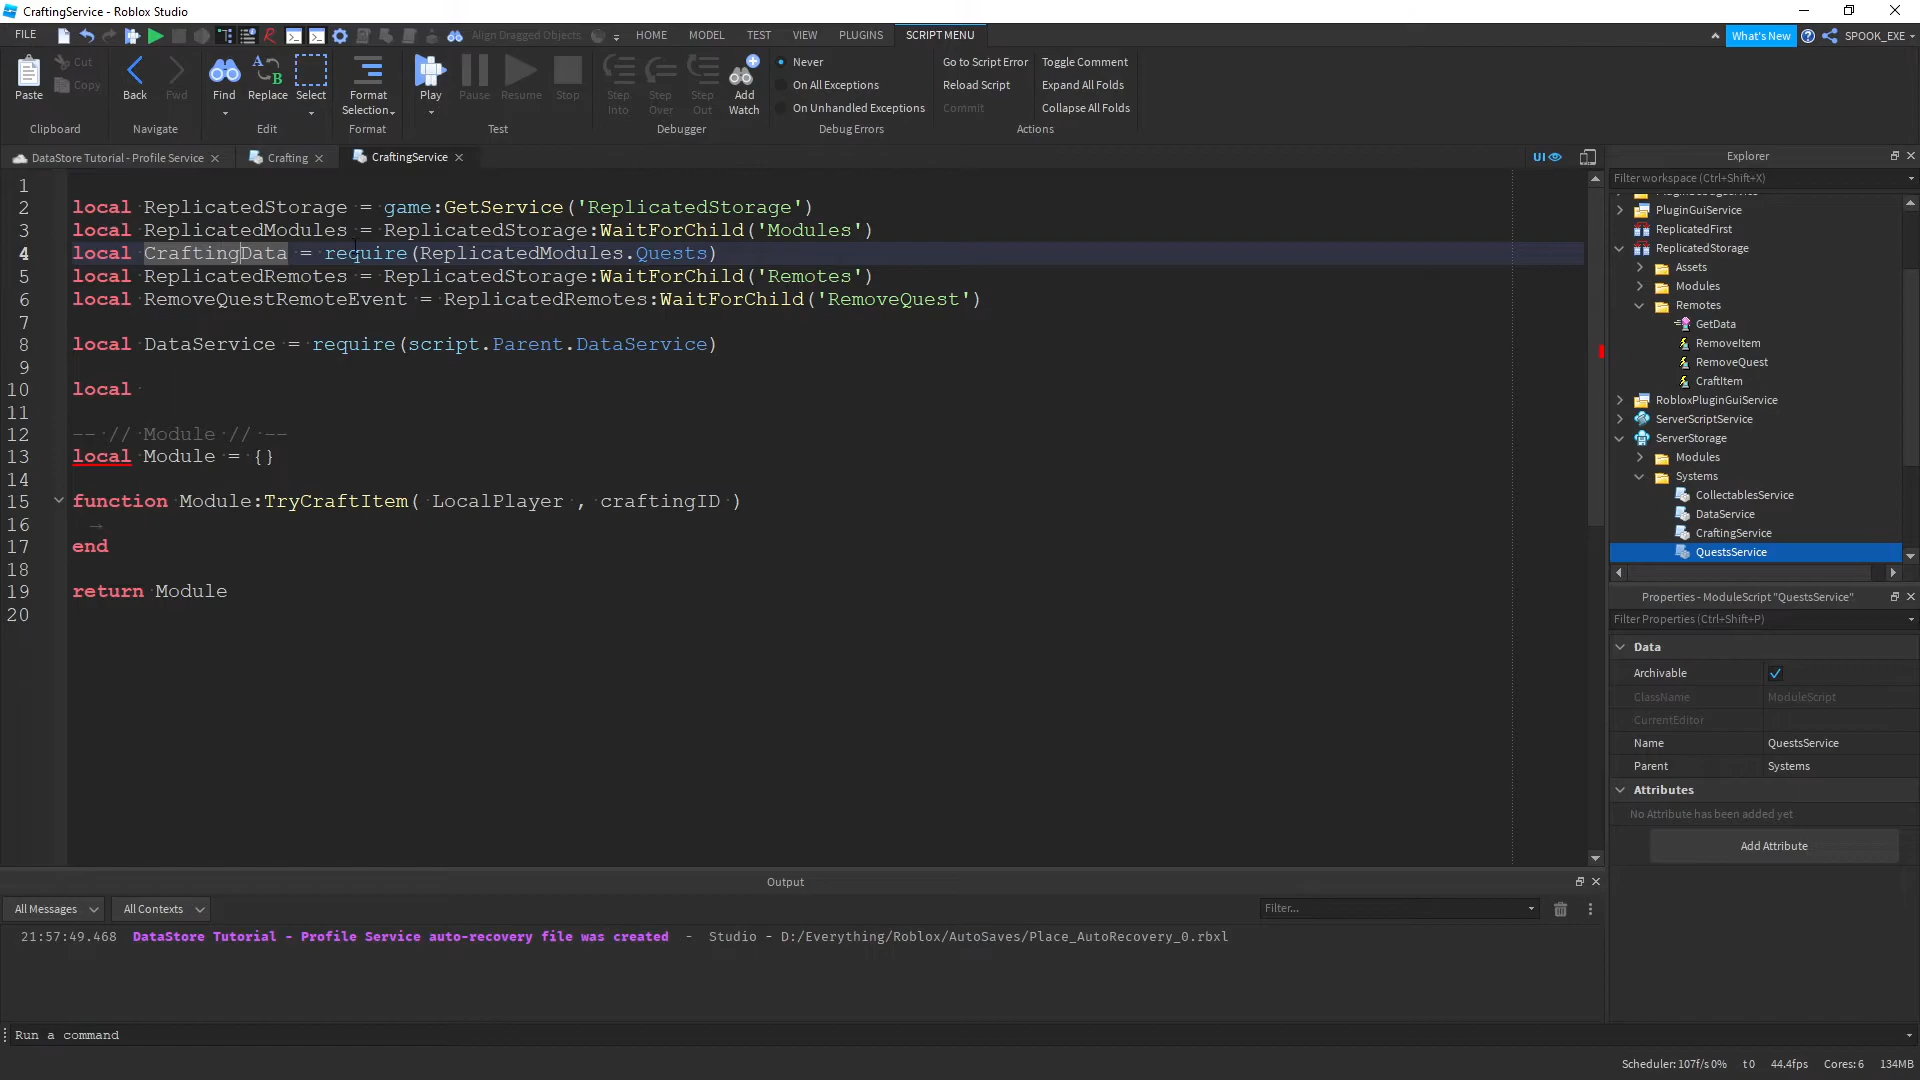 CraftingService - Roblox Studio
FILE HOME MODEL TEST VIEW PLUGINS SCRIPT MENU
Align Dragged Objects
What's New
SPOOK_EXE
Paste
Cut
Copy
Back
Fwd
Find
Replace
Select
Format
Selection
Play
Pause
Resume
Stop
Step
Into
Step
Over
Step
Out
Add
Watch
Never
On All Exceptions
On Unhandled Exceptions
Go to Script Error
Reload Script
Commit
Toggle Comment
Expand All Folds
Collapse All Folds
Clipboard
Navigate
Edit
Format
Test
Debugger
Debug Errors
Actions
DataStore Tutorial - Profile Service
Crafting
CraftingService
UI
1
2 local ReplicatedStorage = game:GetService('ReplicatedStorage')
3 local ReplicatedModules = ReplicatedStorage:WaitForChild('Modules')
4 local CraftingData = require(ReplicatedModules.Quests)
5 local ReplicatedRemotes = ReplicatedStorage:WaitForChild('Remotes')
6 local RemoveQuestRemoteEvent = ReplicatedRemotes:WaitForChild('RemoveQuest')
7
8 local DataService = require(script.Parent.DataService)
9
10 local
11
12 -- // Module // --
13 local Module = {}
14
15 function Module:TryCraftItem( LocalPlayer , craftingID )
16
17 end
18
19 return Module
20
Explorer
Filter workspace (Ctrl+Shift+X)
PluginGuiService
ReplicatedFirst
ReplicatedStorage
Assets
Modules
Remotes
GetData
RemoveItem
RemoveQuest
CraftItem
RobloxPluginGuiService
ServerScriptService
ServerStorage
Modules
Systems
CollectablesService
DataService
CraftingService
QuestsService
Properties - ModuleScript "QuestsService"
Filter Properties (Ctrl+Shift+P)
Data
Archivable
ClassName ModuleScript
CurrentEditor
Name QuestsService
Parent Systems
Attributes
No Attribute has been added yet
Add Attribute
Output
All Messages
All Contexts
Filter...
21:57:49.468 DataStore Tutorial - Profile Service auto-recovery file was created - Studio - D:/Everything/Roblox/AutoSaves/Place_AutoRecovery_0.rbxl
Run a command
Scheduler: 107f/s 0% t 0 44.4fps Cores: 6 134MB